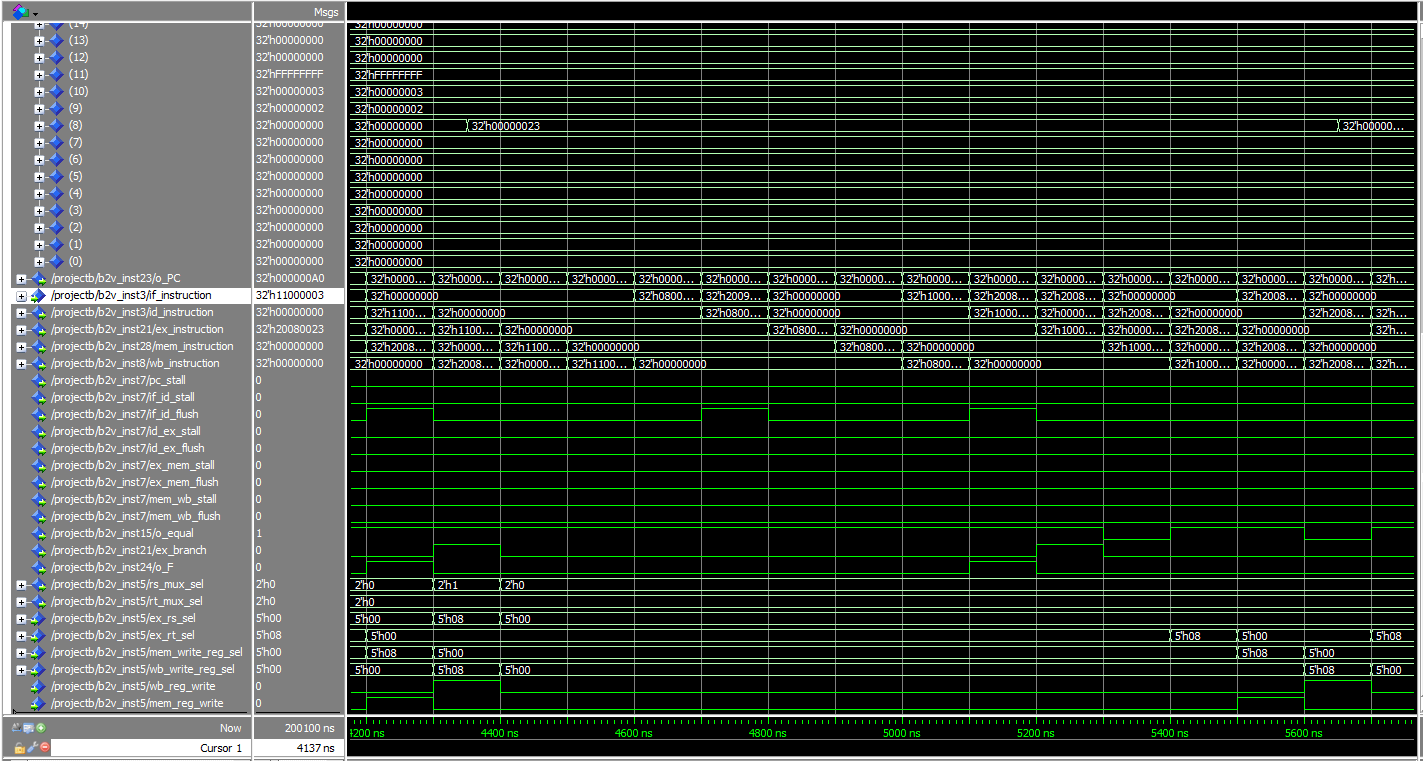 Msgs
(14) 32'h00000000 32'h00000000
(13) 32'h00000000 32'h00000000
(12) 32'h00000000 32'h00000000
(11) 32'hFFFFFFFF 32'hFFFFFFFF
(10) 32'h00000003 32'h00000003
(9) 32'h00000002 32'h00000002
(8) 32'h00000000 32'h00000000 32'h00000023 32'h00000...
(7) 32'h00000000 32'h00000000
(6) 32'h00000000 32'h00000000
(5) 32'h00000000 32'h00000000
(4) 32'h00000000 32'h00000000
(3) 32'h00000000 32'h00000000
(2) 32'h00000000 32'h00000000
(1) 32'h00000000 32'h00000000
(0) 32'h00000000 32'h00000000
/projectb/b2v_inst23/o_PC 32'h000000A0 32'h0000... 32'h0000... 32'h0000... 32'h0000... 32'h0000... 32'h0000... 32'h0000... 32'h0000... 32'h0000... 32'h0000... 32'h0000... 32'h0000... 32'h0000... 32'h0000... 32'h0000... 32'h...
/projectb/b2v_inst3/if_instruction 32'h11000003 32'h00000000 32'h0800... 32'h2009... 32'h00000000 32'h1000... 32'h2008... 32'h2008... 32'h00000000 32'h2008... 32'h00000000
/projectb/b2v_inst3/id_instruction 32'h00000000 32'h1100... 32'h00000000 32'h0800... 32'h00000000 32'h1000... 32'h0000... 32'h2008... 32'h00000000 32'h2008... 32'h...
/projectb/b2v_inst21/ex_instruction 32'h20080023 32'h0000... 32'h1100... 32'h00000000 32'h0800... 32'h00000000 32'h1000... 32'h0000... 32'h2008... 32'h00000000 32'h...
/projectb/b2v_inst28/mem_instruction 32'h00000000 32'h2008... 32'h0000... 32'h1100... 32'h00000000 32'h0800... 32'h00000000 32'h1000... 32'h0000... 32'h2008... 32'h00000000
/projectb/b2v_inst8/wb_instruction 32'h00000000 32'h00000000 32'h2008... 32'h0000... 32'h1100... 32'h00000000 32'h0800... 32'h00000000 32'h1000... 32'h0000... 32'h2008... 32'h...
/projectb/b2v_inst7/pc_stall 0
/projectb/b2v_inst7/if_id_stall 0
/projectb/b2v_inst7/if_id_flush 0
/projectb/b2v_inst7/id_ex_stall 0
/projectb/b2v_inst7/id_ex_flush 0
/projectb/b2v_inst7/ex_mem_stall 0
/projectb/b2v_inst7/ex_mem_flush 0
/projectb/b2v_inst7/mem_wb_stall 0
/projectb/b2v_inst7/mem_wb_flush 0
/projectb/b2v_inst15/o_equal 1
/projectb/b2v_inst21/ex_branch 0
/projectb/b2v_inst24/o_F 0
/projectb/b2v_inst5/rs_mux_sel 2'h0 2'h0 2'h1 2'h0
/projectb/b2v_inst5/rt_mux_sel 2'h0 2'h0
/projectb/b2v_inst5/ex_rs_sel 5'h00 5'h00 5'h08 5'h00
/projectb/b2v_inst5/ex_rt_sel 5'h08 5'h00 5'h08 5'h00 5'h08
/projectb/b2v_inst5/mem_write_reg_sel 5'h00 5'h08 5'h00 5'h08 5'h00
/projectb/b2v_inst5/wb_write_reg_sel 5'h00 5'h00 5'h08 5'h00 5'h08 5'h00
/projectb/b2v_inst5/wb_reg_write 0
/projectb/b2v_inst5/mem_reg_write 0
Now 200100 ns 4200 ns 4400 ns 4600 ns 4800 ns 5000 ns 5200 ns 5400 ns 5600 ns
Cursor 1 4137 ns